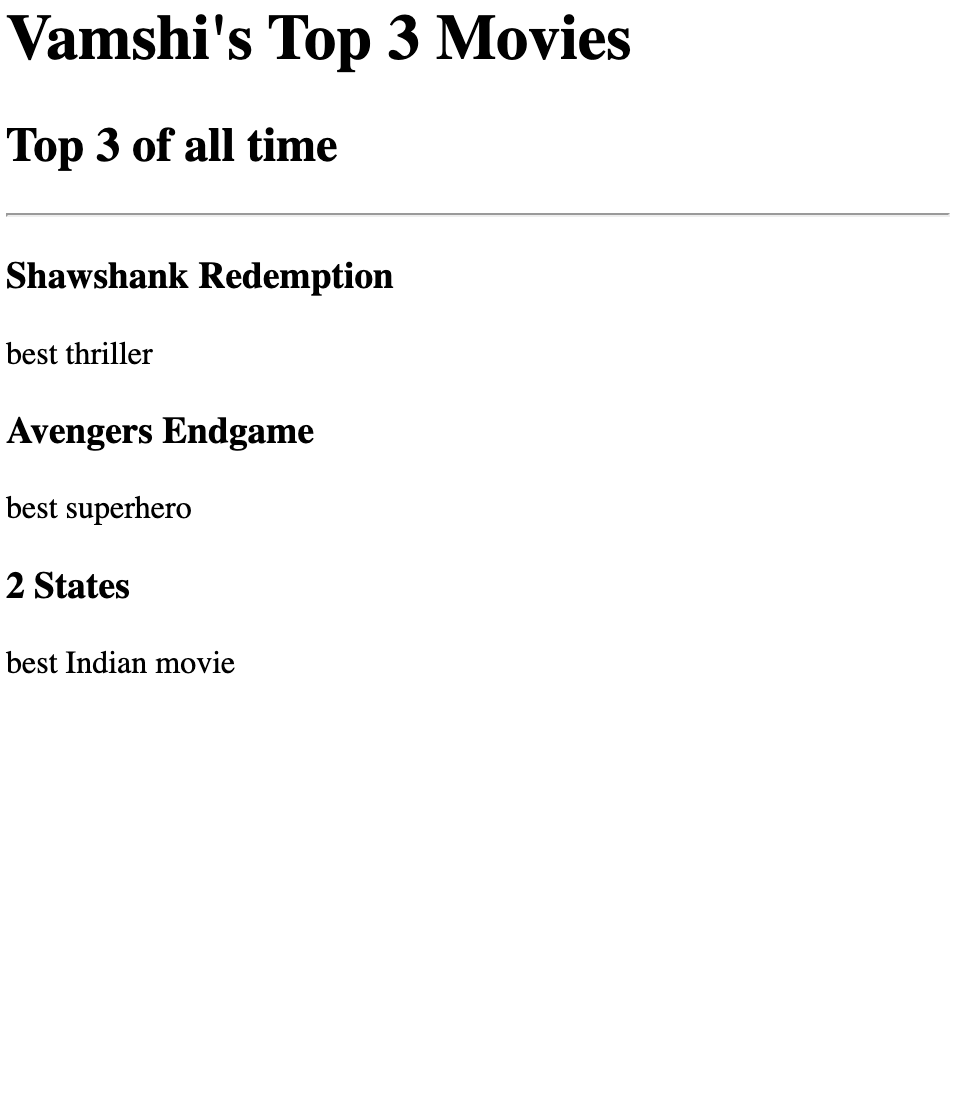 Vamshi's Top 3 Movies
Top 3 of all time
Shawshank Redemption
best thriller
Avengers Endgame
best superhero
2 States
best Indian movie